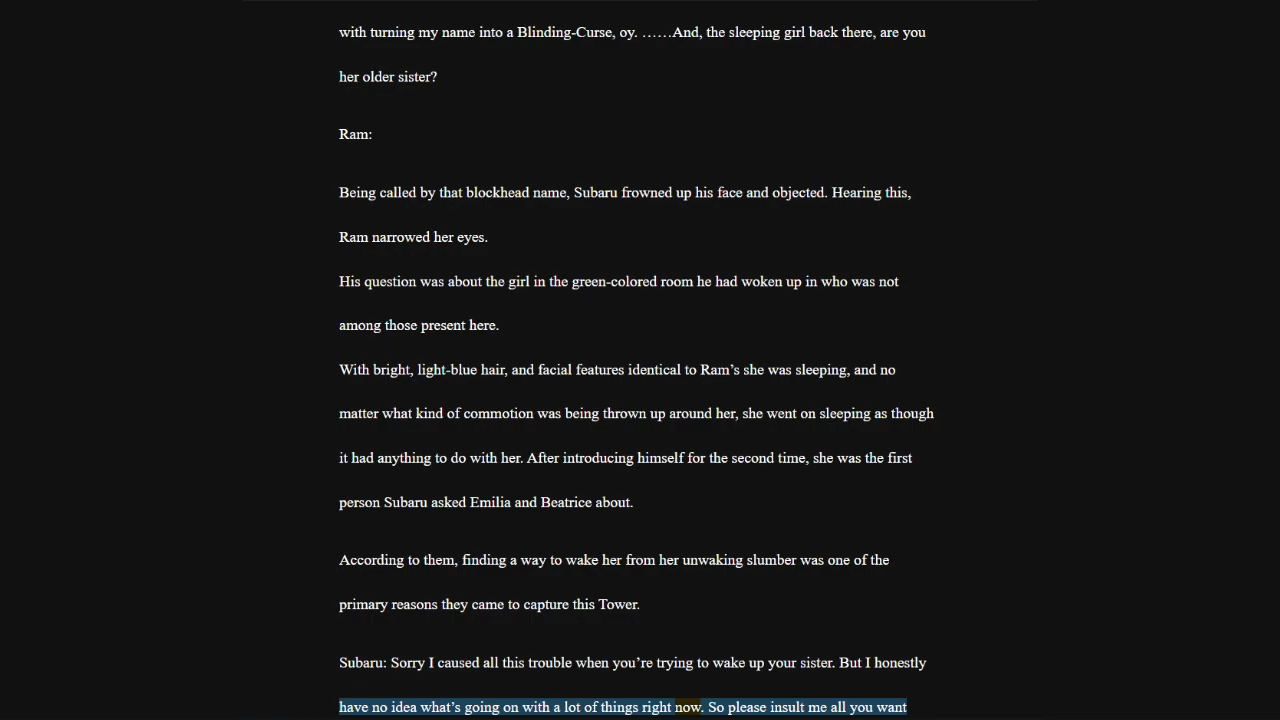 with turning my name into a Blinding-Curse, oy. ……And, the sleeping girl back there, are you
her older sister?
Ram:
Being called by that blockhead name, Subaru frowned up his face and objected. Hearing this,
Ram narrowed her eyes.
His question was about the girl in the green-colored room he had woken up in who was not
among those present here.
With bright, light-blue hair, and facial features identical to Ram’s she was sleeping, and no
matter what kind of commotion was being thrown up around her, she went on sleeping as though
it had anything to do with her. After introducing himself for the second time, she was the first
person Subaru asked Emilia and Beatrice about.
According to them, finding a way to wake her from her unwaking slumber was one of the
primary reasons they came to capture this Tower.
Subaru: Sorry I caused all this trouble when you’re trying to wake up your sister. But I honestly
have no idea what’s going on with a lot of things right now. So please insult me all you want